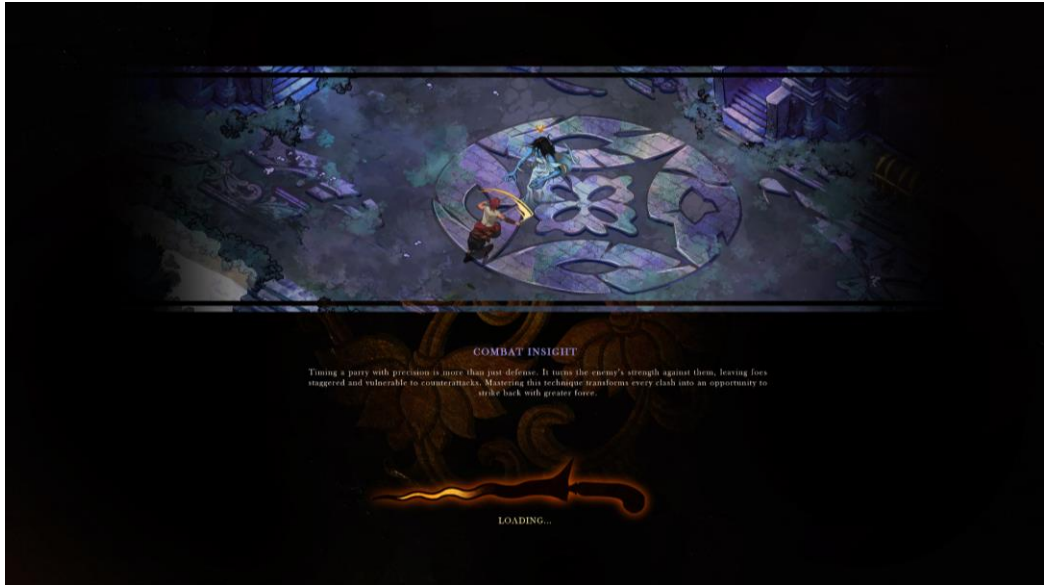 COMBAT INSIGHT
Timing a parry with precision is more than just defense. It turns the enemy's strength against them, leaving foes
staggered and vulnerable to counterattacks. Mastering this technique transforms every clash into an opportunity to
strike back with greater force.
LOADING...